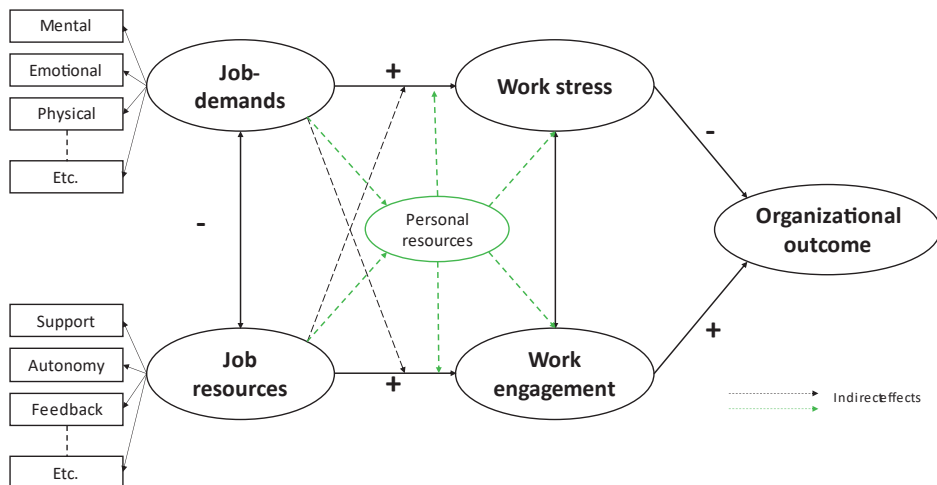 Mental
Emotional
Physical
Etc.
Job-
demands
+
Work stress
-
Personal
resources
-
Organizational
outcome
Support
Autonomy
Feedback
Etc.
Job
resources
+
Work
engagement
+
Indirecteffects